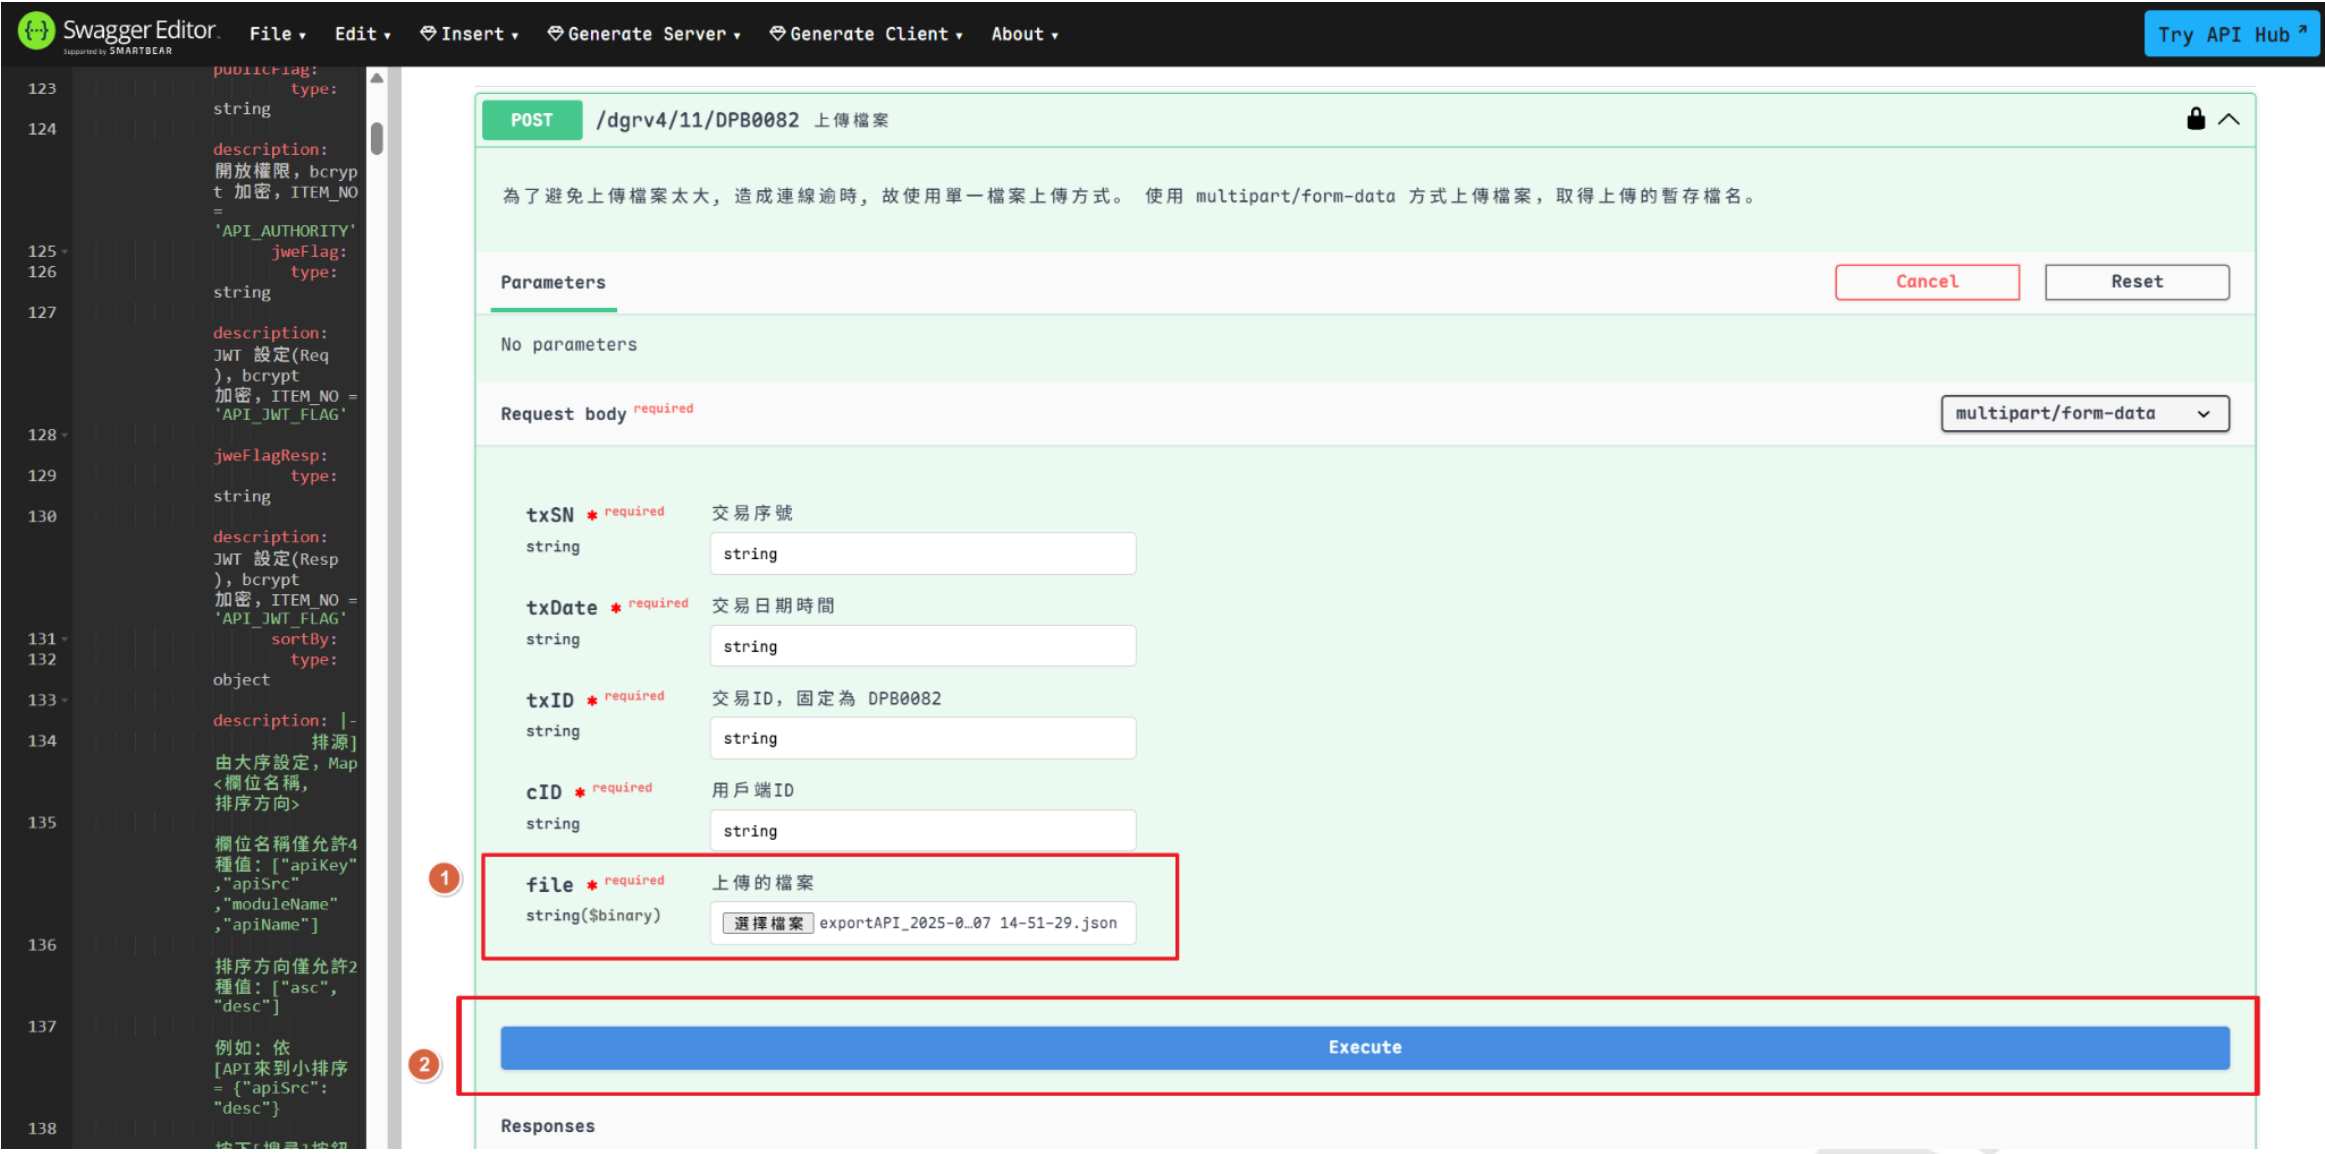 Swagger Editor.
Supported by SMARTBEAR
File
Edit
Insert
Generate Server
Generate Client
About
Try API Hub
publicFlag:
123 type:
string
124
description:
開放權限, bcryp
t 加密, ITEM_NO
=
'API_AUTHORITY'
125 jweFlag:
126 type:
string
127
description:
JWT 設定(Req
), bcrypt
加密, ITEM_NO =
'API_JWT_FLAG'
128
jweFlagResp:
129 type:
string
130
description:
JWT 設定(Resp
), bcrypt
加密, ITEM_NO =
'API_JWT_FLAG'
131 sortBy:
132 type:
object
133
description: |-
134 排源]
由大序設定, Map
<欄位名稱,
排序方向>
135
欄位名稱僅允許4
種值: ["apiKey"
,"apiSrc"
,"moduleName"
,"apiName"]
136
排序方向僅允許2
種值: ["asc",
"desc"]
137
例如: 依
[API來到小排序
= {"apiSrc":
"desc"}
138
按下[搜尋]按鈕
POST /dgrv4/11/DPB0082 上傳檔案
為了避免上傳檔案太大, 造成連線逾時, 故使用單一檔案上傳方式。 使用 multipart/form-data 方式上傳檔案, 取得上傳的暫存檔名。
Parameters
Cancel
Reset
No parameters
Request body required
multipart/form-data
txSN * required 交易序號
string
string
txDate * required 交易日期時間
string
string
txID * required 交易ID, 固定為 DPB0082
string
string
cID * required 用戶端ID
string
string
1
file * required 上傳的檔案
string($binary)
選擇檔案 exportAPI_2025-0…07 14-51-29.json
2
Execute
Responses